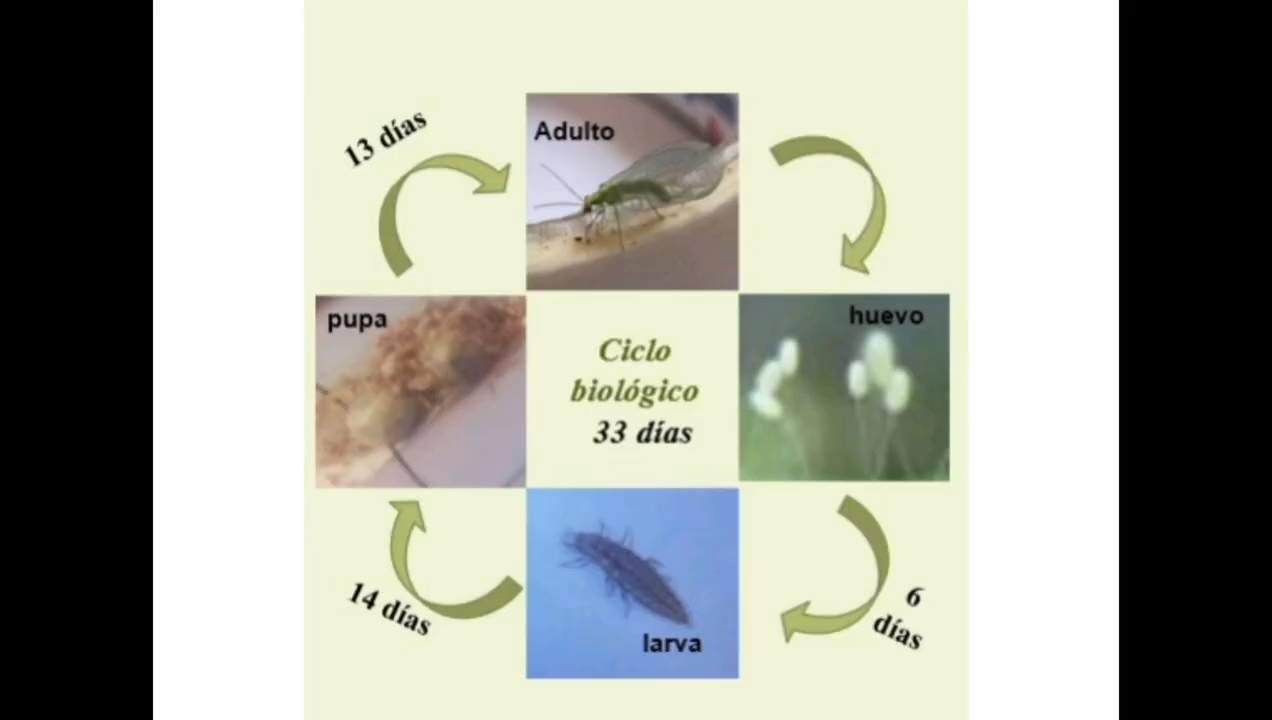 13 días
Adulto
pupa
huevo
Ciclo
biológico
33 días
14 días
larva
6
días